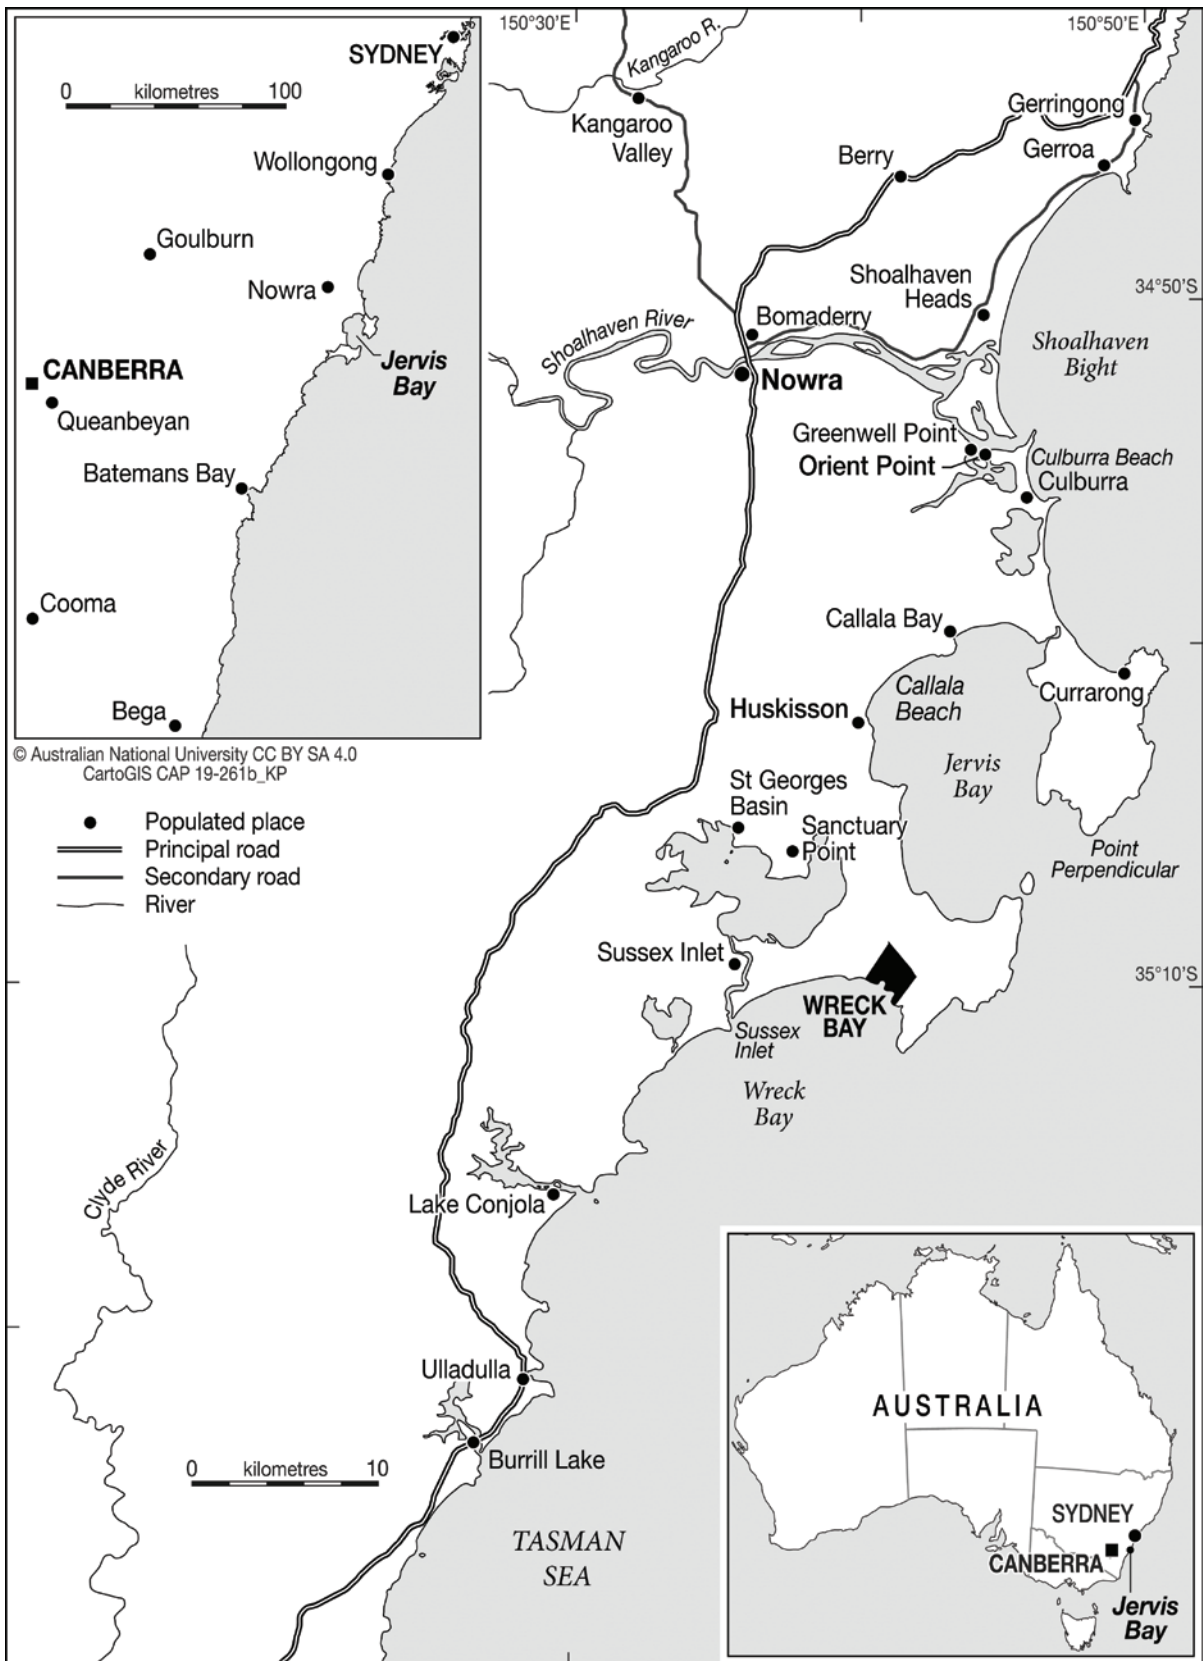 SYDNEY
0 kilometres 100
Wollongong
Goulburn
Nowra
Jervis
Bay
CANBERRA
Queanbeyan
Batemans Bay
Cooma
Bega
© Australian National University CC BY SA 4.0
CartoGIS CAP 19-261b_KP
Populated place
Principal road
Secondary road
River
150°30'E
150°50'E
Kangaroo R.
Kangaroo
Valley
Gerringong
Berry
Gerroa
Shoalhaven
Heads
34°50'S
Bomaderry
Shoalhaven River
Shoalhaven
Bight
Nowra
Greenwell Point
Orient Point
Culburra Beach
Culburra
Callala Bay
Callala
Beach
Currarong
Huskisson
Jervis
Bay
St Georges
Basin
Sanctuary
Point
Point
Perpendicular
Sussex Inlet
35°10'S
WRECK
BAY
Sussex
Inlet
Wreck
Bay
Clyde River
Lake Conjola
Ulladulla
Burrill Lake
0 kilometres 10
TASMAN
SEA
AUSTRALIA
SYDNEY
CANBERRA
Jervis
Bay